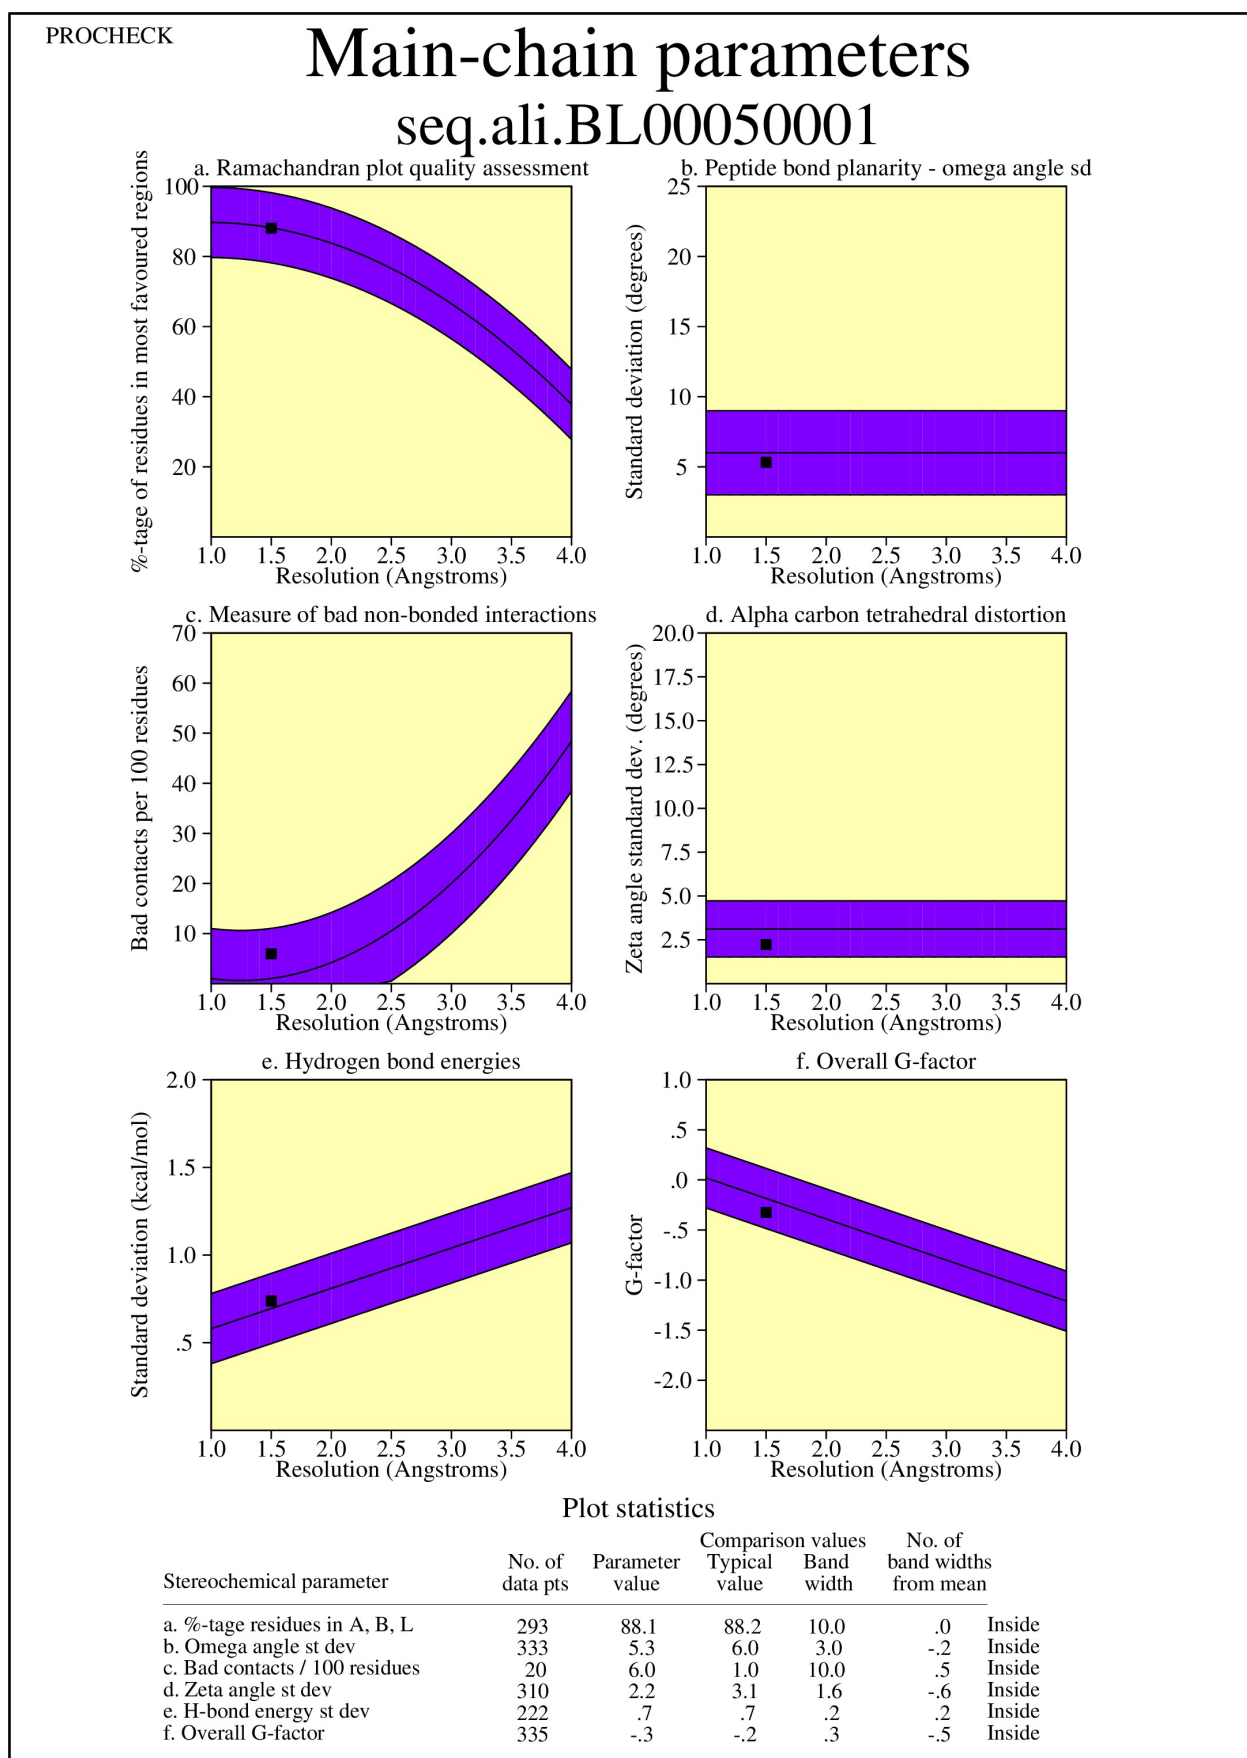 PROCHECK
Main-chain parameters
seq.ali.BL00050001
a. Ramachandran plot quality assessment
%-tage of residues in most favoured regions
100
80
60
40
20
1.0 1.5 2.0 2.5 3.0 3.5 4.0
Resolution (Angstroms)
b. Peptide bond planarity - omega angle sd
Standard deviation (degrees)
25
20
15
10
5
1.0 1.5 2.0 2.5 3.0 3.5 4.0
Resolution (Angstroms)
c. Measure of bad non-bonded interactions
Bad contacts per 100 residues
70
60
50
40
30
20
10
1.0 1.5 2.0 2.5 3.0 3.5 4.0
Resolution (Angstroms)
d. Alpha carbon tetrahedral distortion
Zeta angle standard dev. (degrees)
20.0
17.5
15.0
12.5
10.0
7.5
5.0
2.5
1.0 1.5 2.0 2.5 3.0 3.5 4.0
Resolution (Angstroms)
e. Hydrogen bond energies
Standard deviation (kcal/mol)
2.0
1.5
1.0
.5
1.0 1.5 2.0 2.5 3.0 3.5 4.0
Resolution (Angstroms)
f. Overall G-factor
G-factor
1.0
.5
.0
-.5
-1.0
-1.5
-2.0
1.0 1.5 2.0 2.5 3.0 3.5 4.0
Resolution (Angstroms)
Plot statistics
Comparison values No. of
No. of Parameter Typical Band band widths
Stereochemical parameter data pts value value width from mean
a. %-tage residues in A, B, L 293 88.1 88.2 10.0 .0 Inside
b. Omega angle st dev 333 5.3 6.0 3.0 -.2 Inside
c. Bad contacts / 100 residues 20 6.0 1.0 10.0 .5 Inside
d. Zeta angle st dev 310 2.2 3.1 1.6 -.6 Inside
e. H-bond energy st dev 222 .7 .7 .2 .2 Inside
f. Overall G-factor 335 -.3 -.2 .3 -.5 Inside